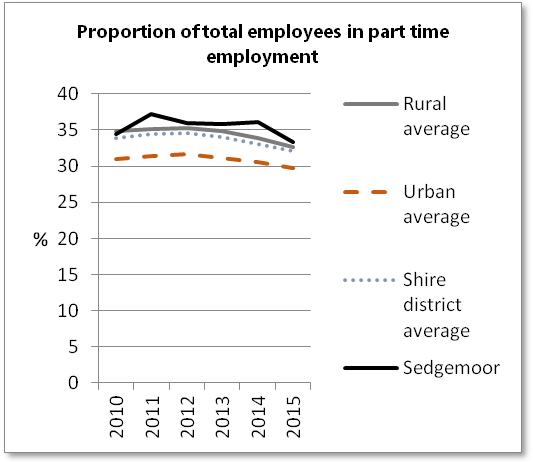 Proportion of total employees in part time
employment
40
35
30
25
20
15
10
5
0
%
2010
2011
2012
2013
2014
2015
Rural
average
Urban
average
Shire
district
average
Sedgemoor